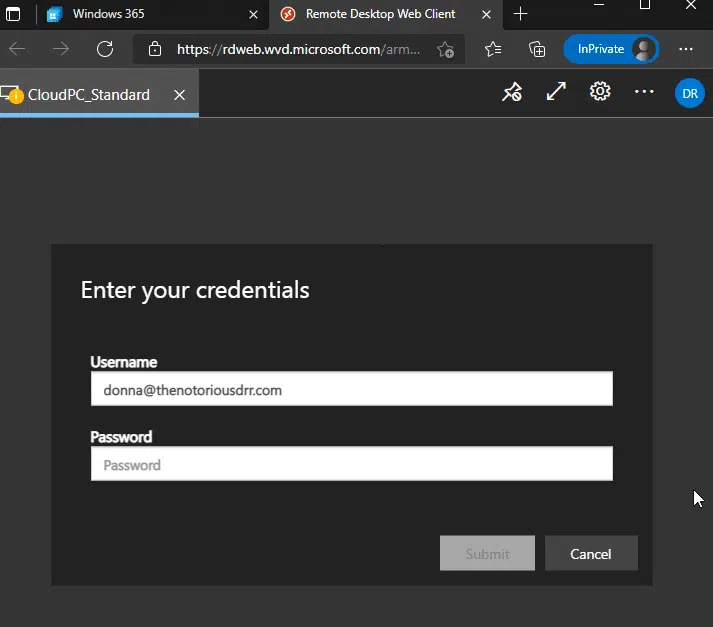 Windows 365
Remote Desktop Web Client
https://rdweb.wvd.microsoft.com/arm...
InPrivate
CloudPC_Standard
DR
Enter your credentials
Username
donna@thenotoriousdrr.com
Password
Password
Submit
Cancel